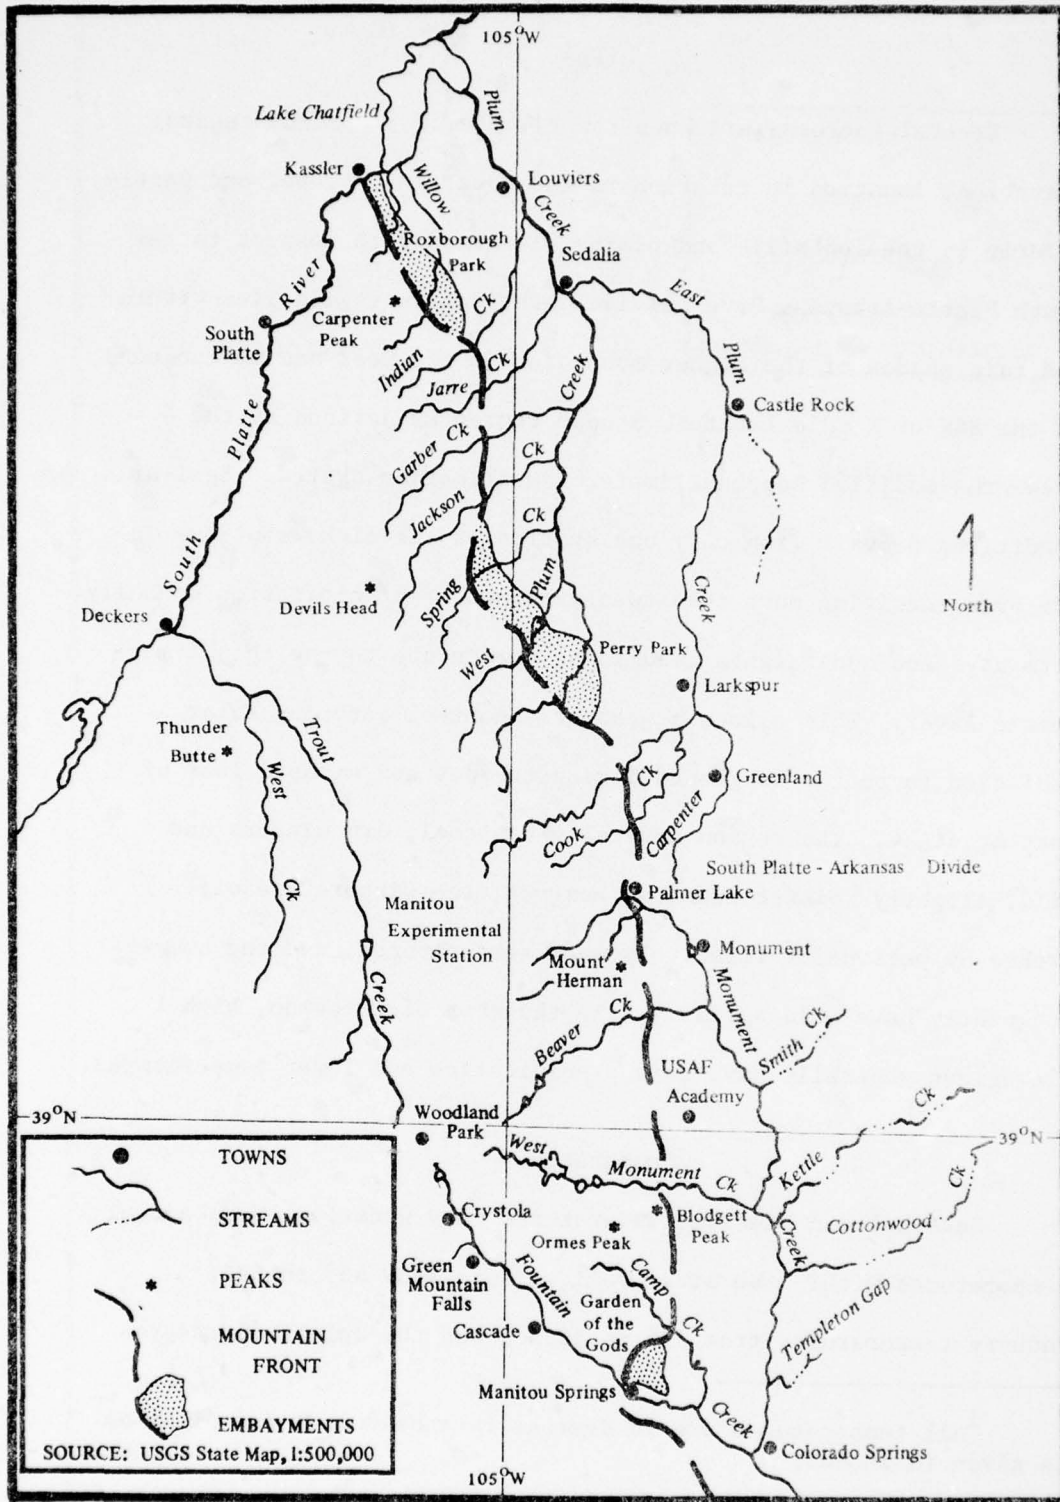 105°W
Lake Chatfield
Plum
Kassler
Willow
Louviers
Creek
Roxborough
Park
Sedalia
River
East
South
Platte
Carpenter
Peak
Ck
Plum
Indian
Ck
Creek
Jarre
Castle Rock
Platte
Garber Ck
Ck
Jackson
Ck
South
Devils Head
Spring
Plum
Creek
North
Deckers
West
Perry Park
Larkspur
Thunder
Butte
Trout
West
Ck
Greenland
Cook
Carpenter
Ck
South Platte - Arkansas Divide
Palmer Lake
Manitou
Experimental
Station
Monument
Mount
Herman
Creek
Beaver
Ck
Monument
Smith Ck
USAF
Academy
Ck
39°N
Woodland
Park
39°N
West
Monument Ck
Kettle
Ck
Crystola
Blodgett
Peak
Ormes Peak
Creek
Cottonwood
Green
Mountain
Falls
Fountain
Camp
Garden
of the
Gods
Ck
Cascade
Templeton Gap
Manitou Springs
Creek
Colorado Springs
105°W
TOWNS
STREAMS
PEAKS
MOUNTAIN
FRONT
EMBAYMENTS
SOURCE: USGS State Map, 1:500,000